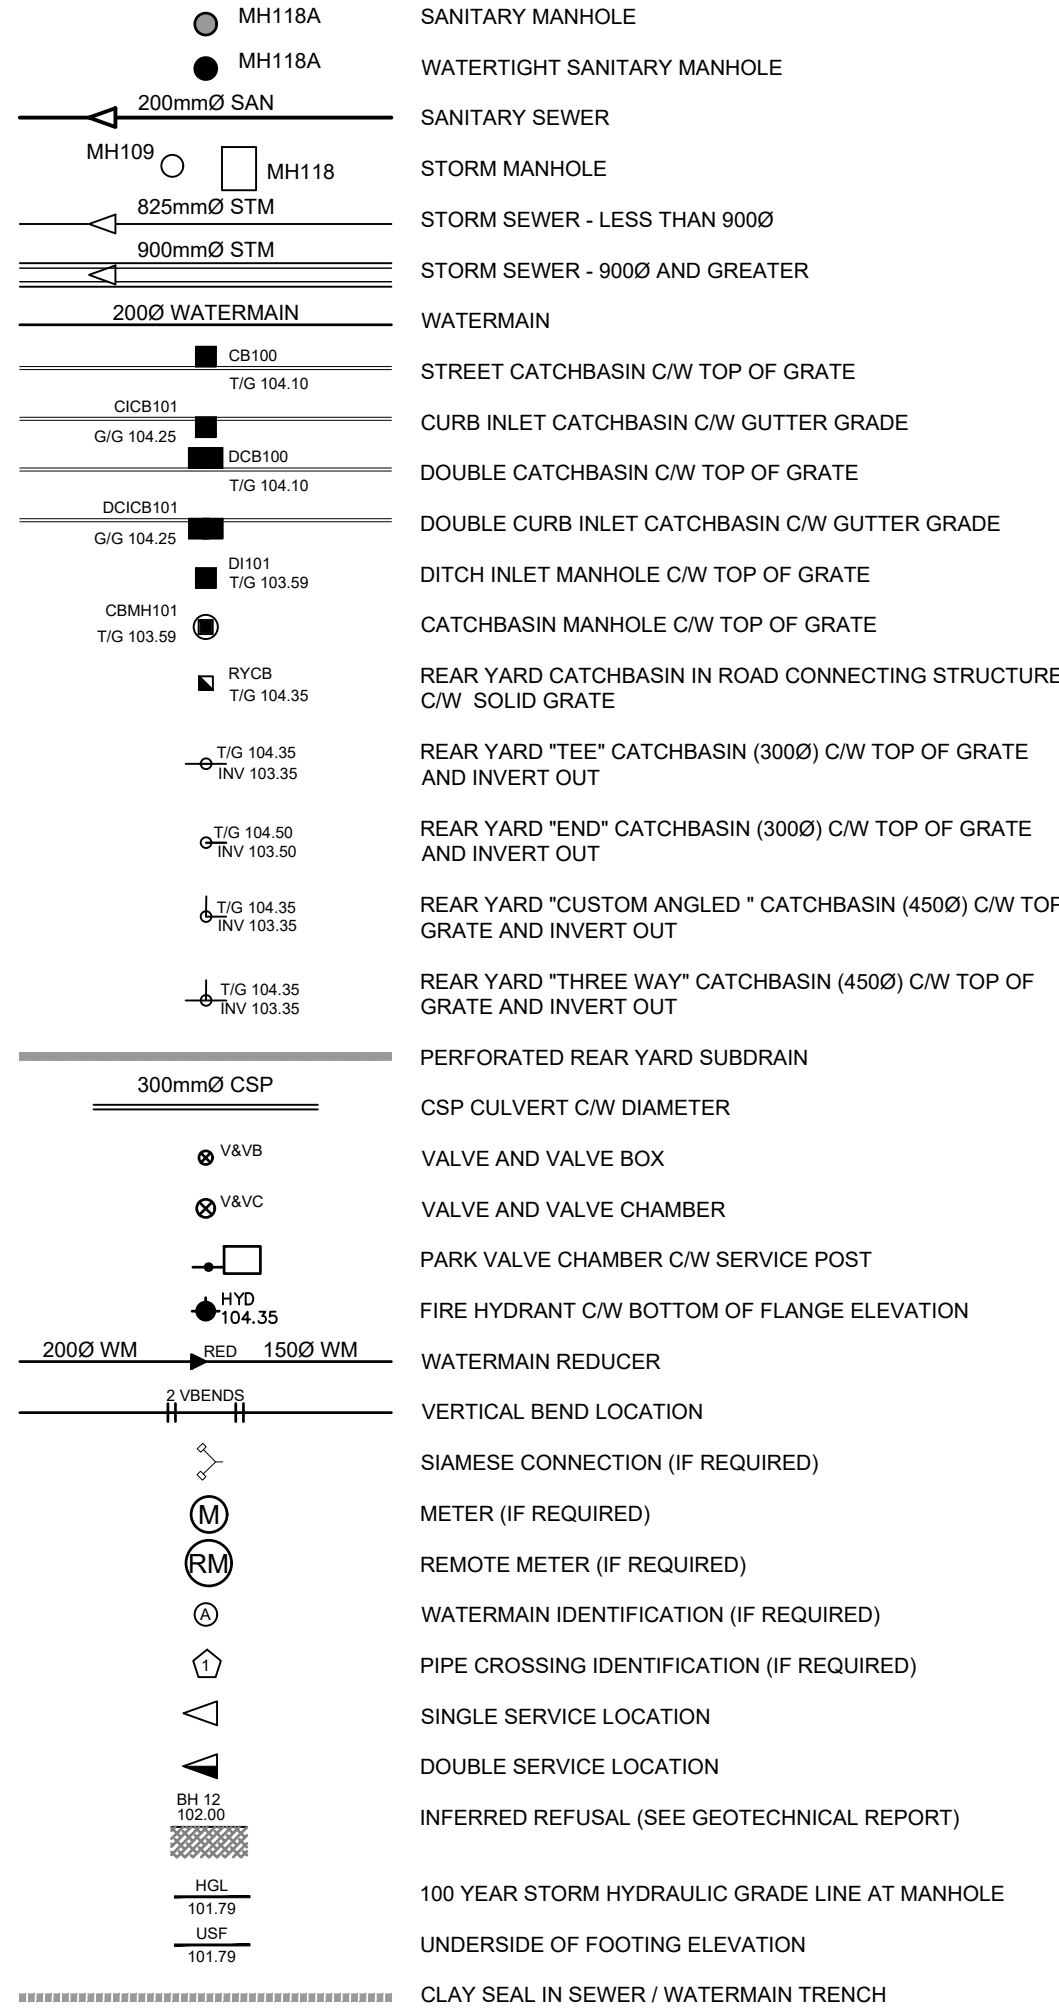 MH118A SANITARY MANHOLE
MH118A WATERTIGHT SANITARY MANHOLE
200mmØ SAN SANITARY SEWER
MH109 MH118 STORM MANHOLE
825mmØ STM STORM SEWER - LESS THAN 900Ø
900mmØ STM STORM SEWER - 900Ø AND GREATER
200Ø WATERMAIN WATERMAIN
CB100
T/G 104.10
STREET CATCHBASIN C/W TOP OF GRATE
CICB101
G/G 104.25
CURB INLET CATCHBASIN C/W GUTTER GRADE
DCB100
T/G 104.10
DOUBLE CATCHBASIN C/W TOP OF GRATE
DCICB101
G/G 104.25
DOUBLE CURB INLET CATCHBASIN C/W GUTTER GRADE
DI101
T/G 103.59
DITCH INLET MANHOLE C/W TOP OF GRATE
CBMH101
T/G 103.59
CATCHBASIN MANHOLE C/W TOP OF GRATE
RYCB
T/G 104.35
REAR YARD CATCHBASIN IN ROAD CONNECTING STRUCTURE
C/W SOLID GRATE
T/G 104.35
INV 103.35
REAR YARD "TEE" CATCHBASIN (300Ø) C/W TOP OF GRATE
AND INVERT OUT
T/G 104.50
INV 103.50
REAR YARD "END" CATCHBASIN (300Ø) C/W TOP OF GRATE
AND INVERT OUT
T/G 104.35
INV 103.35
REAR YARD "CUSTOM ANGLED " CATCHBASIN (450Ø) C/W TOP
GRATE AND INVERT OUT
T/G 104.35
INV 103.35
REAR YARD "THREE WAY" CATCHBASIN (450Ø) C/W TOP OF
GRATE AND INVERT OUT
PERFORATED REAR YARD SUBDRAIN
300mmØ CSP CSP CULVERT C/W DIAMETER
V&VB VALVE AND VALVE BOX
V&VC VALVE AND VALVE CHAMBER
PARK VALVE CHAMBER C/W SERVICE POST
HYD
104.35
FIRE HYDRANT C/W BOTTOM OF FLANGE ELEVATION
200Ø WM RED 150Ø WM WATERMAIN REDUCER
2 VBENDS VERTICAL BEND LOCATION
SIAMESE CONNECTION (IF REQUIRED)
M METER (IF REQUIRED)
RM REMOTE METER (IF REQUIRED)
A WATERMAIN IDENTIFICATION (IF REQUIRED)
1 PIPE CROSSING IDENTIFICATION (IF REQUIRED)
SINGLE SERVICE LOCATION
DOUBLE SERVICE LOCATION
BH 12
102.00
INFERRED REFUSAL (SEE GEOTECHNICAL REPORT)
HGL
101.79
100 YEAR STORM HYDRAULIC GRADE LINE AT MANHOLE
USF
101.79
UNDERSIDE OF FOOTING ELEVATION
CLAY SEAL IN SEWER / WATERMAIN TRENCH